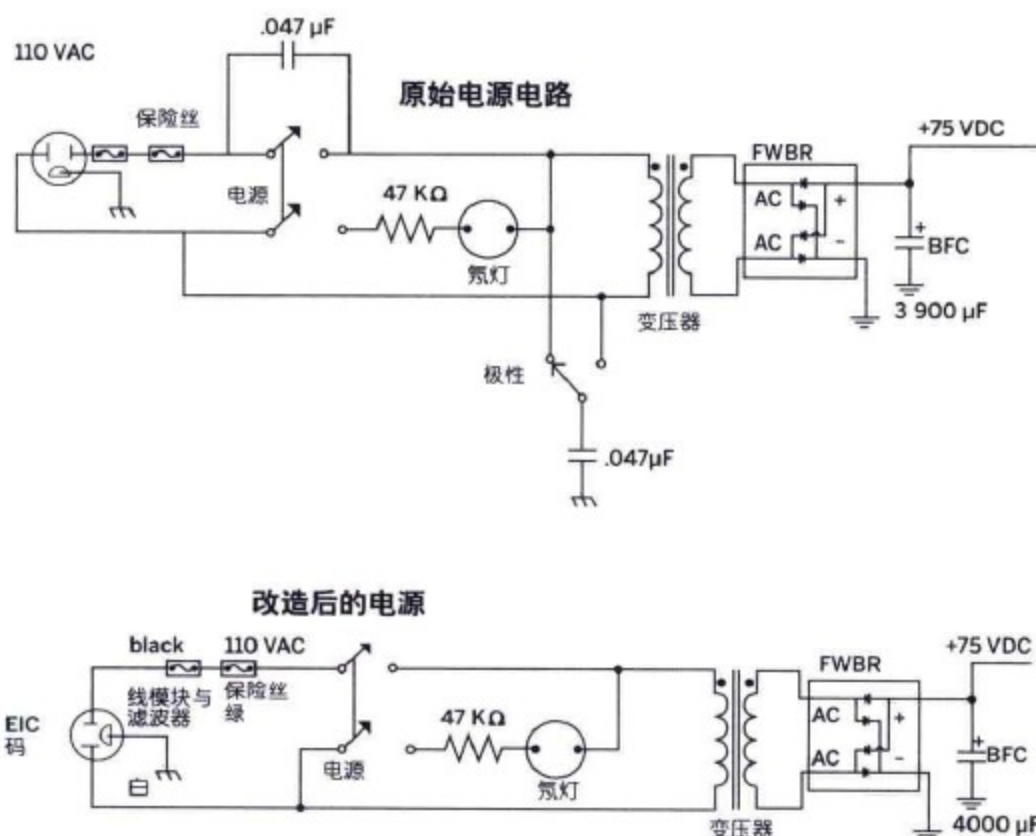 .047 µF
110 VAC
原始电源电路
保险丝
+75 VDC
FWBR
电源
47 KΩ
AC
+
AC
-
+
BFC
氖灯
3 900 µF
变压器
极性
.047µF
改造后的电源
black
110 VAC
+75 VDC
FWBR
线模块与
滤波器
保险丝
绿
EIC
码
47 KΩ
AC
+
AC
-
+
BFC
电源
白
氖灯
变压器
4000 µF